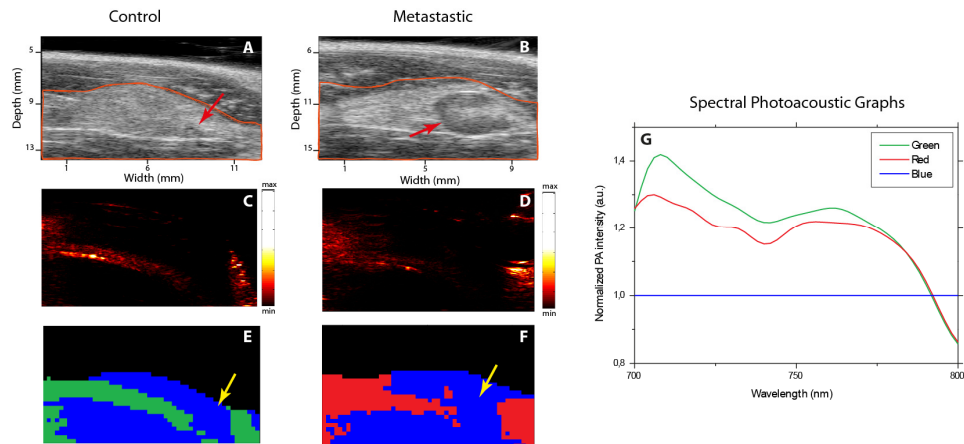 Control
Metastastic
A
B
5
9
13
Depth (mm)
1
6
11
Width (mm)
6
11
15
Depth (mm)
1
5
9
Width (mm)
C
max
min
D
max
min
E
F
Spectral Photoacoustic Graphs
G
Green
Red
Blue
1,4
1,2
1,0
0,8
Normalized PA intensity (a.u.)
700
750
800
Wavelength (nm)